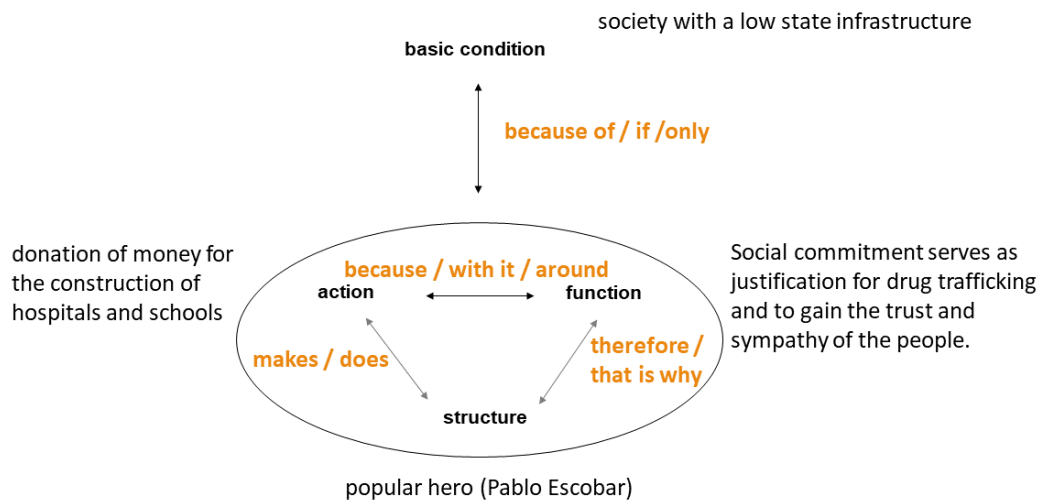 society with a low state infrastructure
basic condition
because of / if /only
donation of money for
the construction of
hospitals and schools
because / with it / around
action
function
Social commitment serves as
justification for drug trafficking
and to gain the trust and
sympathy of the people.
makes / does
therefore /
that is why
structure
popular hero (Pablo Escobar)